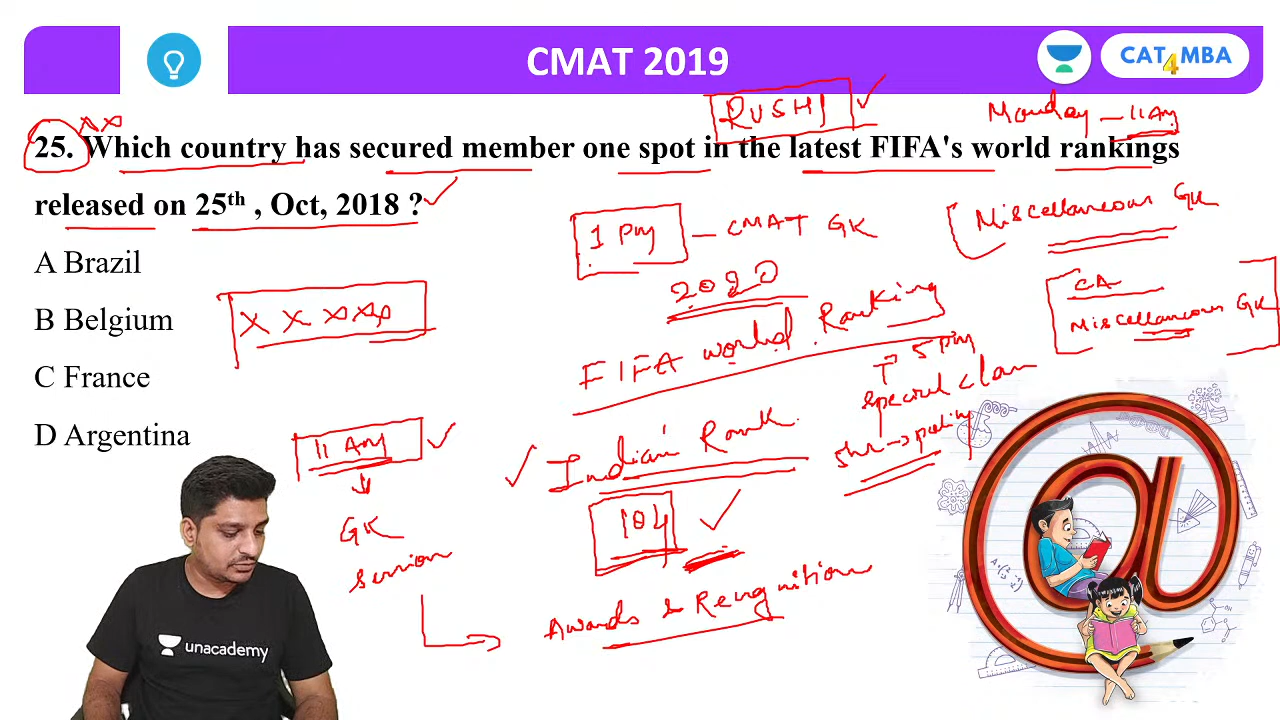 CMAT 2019
CAT4MBA
RUSHI
Monday – 11 Am
25. Which country has secured member one spot in the latest FIFA's world rankings
released on 25th , Oct, 2018 ?
Miscellaneous GK
1 Pm – CMAT GK
A Brazil
2020
CA
Miscellaneous GK
B Belgium
X X X X X
FIFA world Ranking
5 pm
C France
special class
D Argentina
11 Am
Indian Rank
5hr →
104
GK
session
Awards & Recognition
unacademy